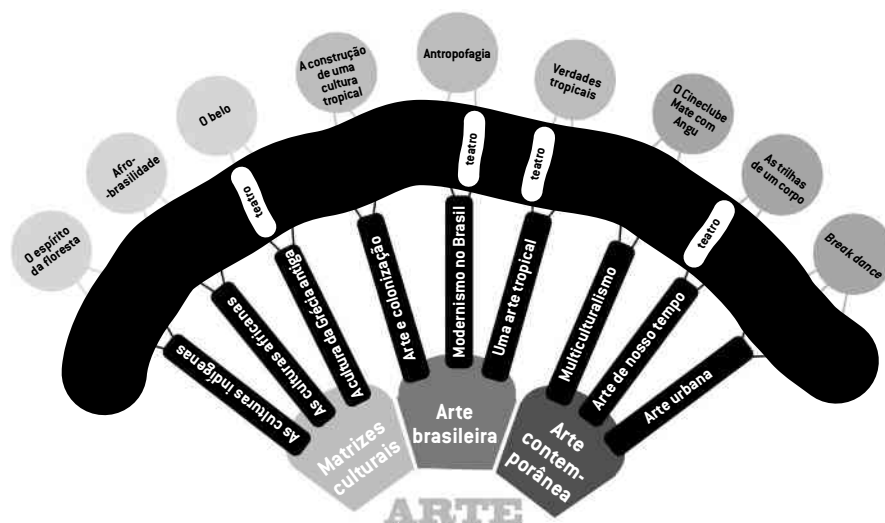 O espírito
da floresta
Afro-
-brasilidade
O belo
A construção
de uma
cultura
tropical
Antropofagia
Verdades
tropicais
O Cineclube
Mate com
Angu
As trilhas
de um corpo
Break dance
teatro
teatro
teatro
teatro
As culturas indígenas
As culturas africanas
A cultura da Grécia antiga
Arte e colonização
Modernismo no Brasil
Uma arte tropical
Multiculturalismo
Arte de nosso tempo
Arte urbana
Matrizes
culturais
Arte
brasileira
Arte
contem-
porânea
ARTE